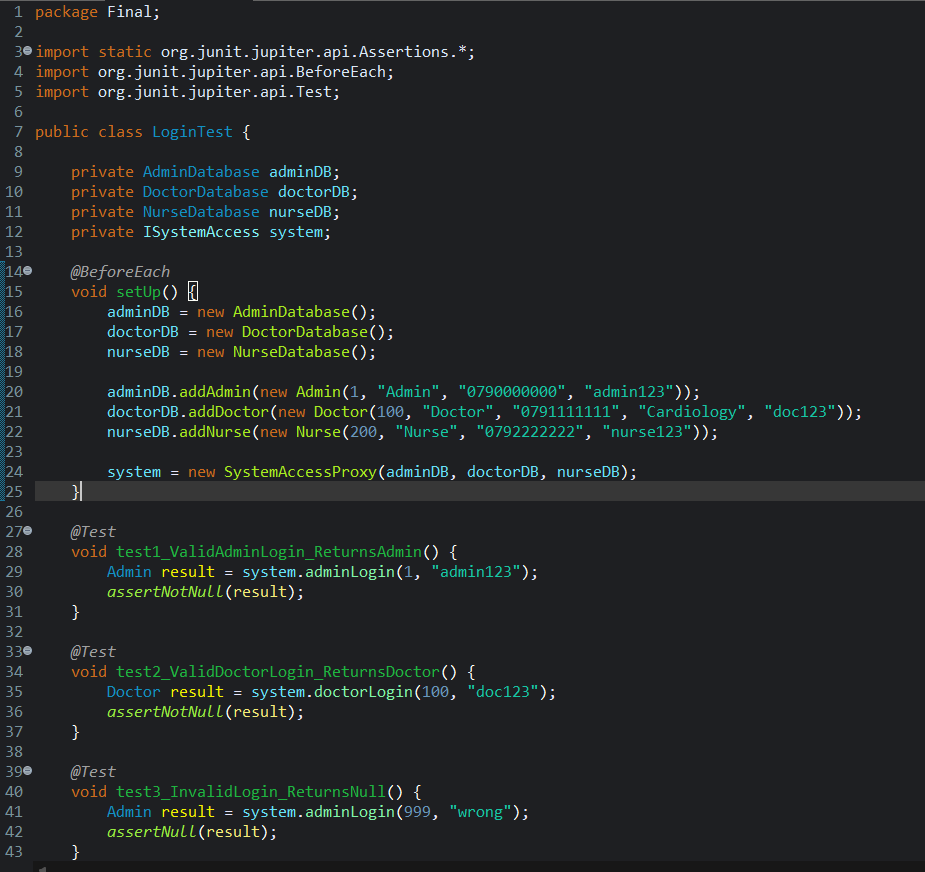 1 package Final;
2
3 import static org.junit.jupiter.api.Assertions.*;
4 import org.junit.jupiter.api.BeforeEach;
5 import org.junit.jupiter.api.Test;
6
7 public class LoginTest {
8
9     private AdminDatabase adminDB;
10     private DoctorDatabase doctorDB;
11     private NurseDatabase nurseDB;
12     private ISystemAccess system;
13
14     @BeforeEach
15     void setUp() {
16         adminDB = new AdminDatabase();
17         doctorDB = new DoctorDatabase();
18         nurseDB = new NurseDatabase();
19
20         adminDB.addAdmin(new Admin(1, "Admin", "0790000000", "admin123"));
21         doctorDB.addDoctor(new Doctor(100, "Doctor", "0791111111", "Cardiology", "doc123"));
22         nurseDB.addNurse(new Nurse(200, "Nurse", "0792222222", "nurse123"));
23
24         system = new SystemAccessProxy(adminDB, doctorDB, nurseDB);
25     }
26
27     @Test
28     void test1_ValidAdminLogin_ReturnsAdmin() {
29         Admin result = system.adminLogin(1, "admin123");
30         assertNotNull(result);
31     }
32
33     @Test
34     void test2_ValidDoctorLogin_ReturnsDoctor() {
35         Doctor result = system.doctorLogin(100, "doc123");
36         assertNotNull(result);
37     }
38
39     @Test
40     void test3_InvalidLogin_ReturnsNull() {
41         Admin result = system.adminLogin(999, "wrong");
42         assertNull(result);
43     }